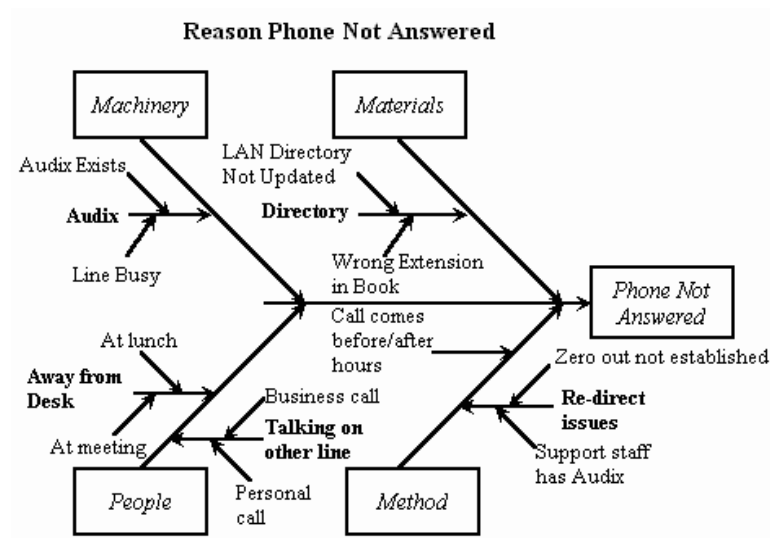 Reason Phone Not Answered
Machinery
Materials
Audix Exists
LAN Directory
Not Updated
Audix
Directory
Line Busy
Wrong Extension
in Book
Phone Not
Answered
Call comes
before/after
hours
At lunch
Zero out not established
Away from
Desk
Business call
Re-direct
issues
Talking on
other line
At meeting
Support staff
has Audix
Personal
call
People
Method